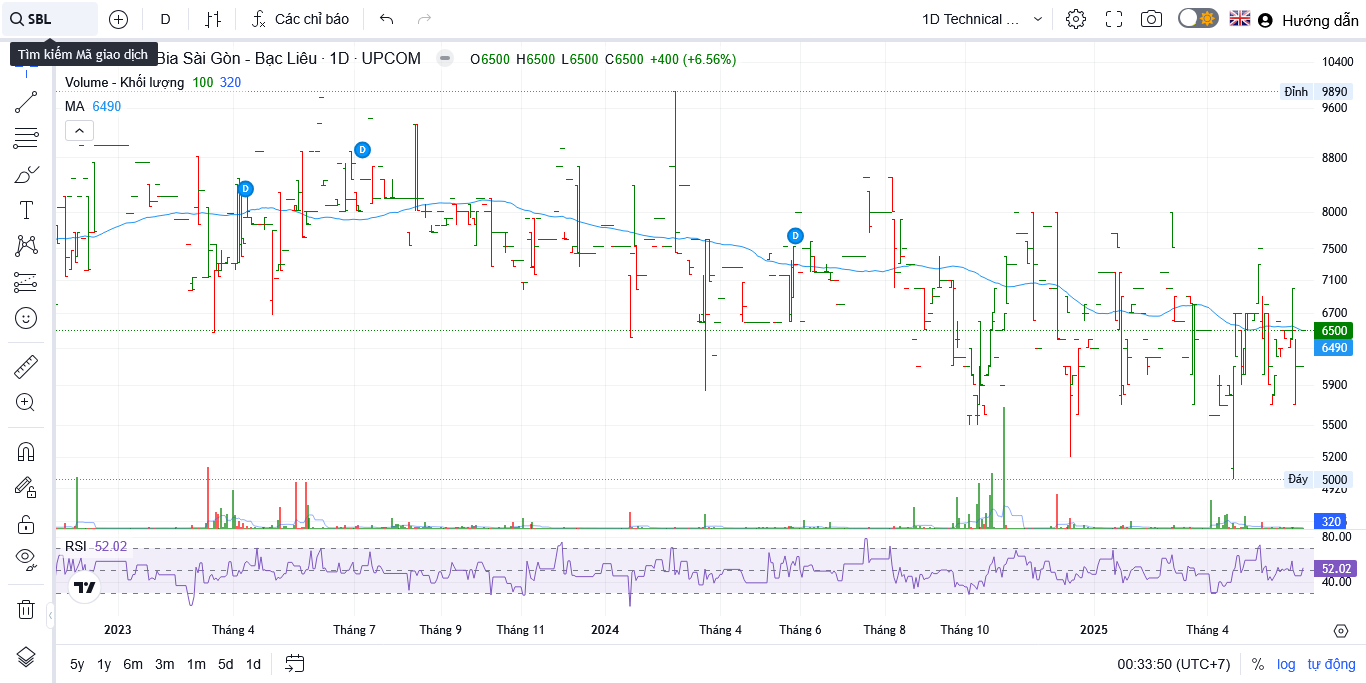 SBL
D
Các chỉ báo
1D Technical ...
Hướng dẫn
Tìm kiếm Mã giao dịch
Bia Sài Gòn - Bạc Liêu · 1D · UPCOM
O6500 H6500 L6500 C6500 +400 (+6.56%)
Volume - Khối lượng 100 320
MA 6490
D
D
D
10400
Đỉnh 9890
9600
8800
8000
7500
7100
6700
6500
6490
5900
5500
5200
Đáy 5000
4920
320
RSI 52.02
80.00
52.02
40.00
2023
Tháng 4
Tháng 7
Tháng 9
Tháng 11
2024
Tháng 4
Tháng 6
Tháng 8
Tháng 10
2025
Tháng 4
5y 1y 6m 3m 1m 5d 1d
00:33:50 (UTC+7)
% log tự động